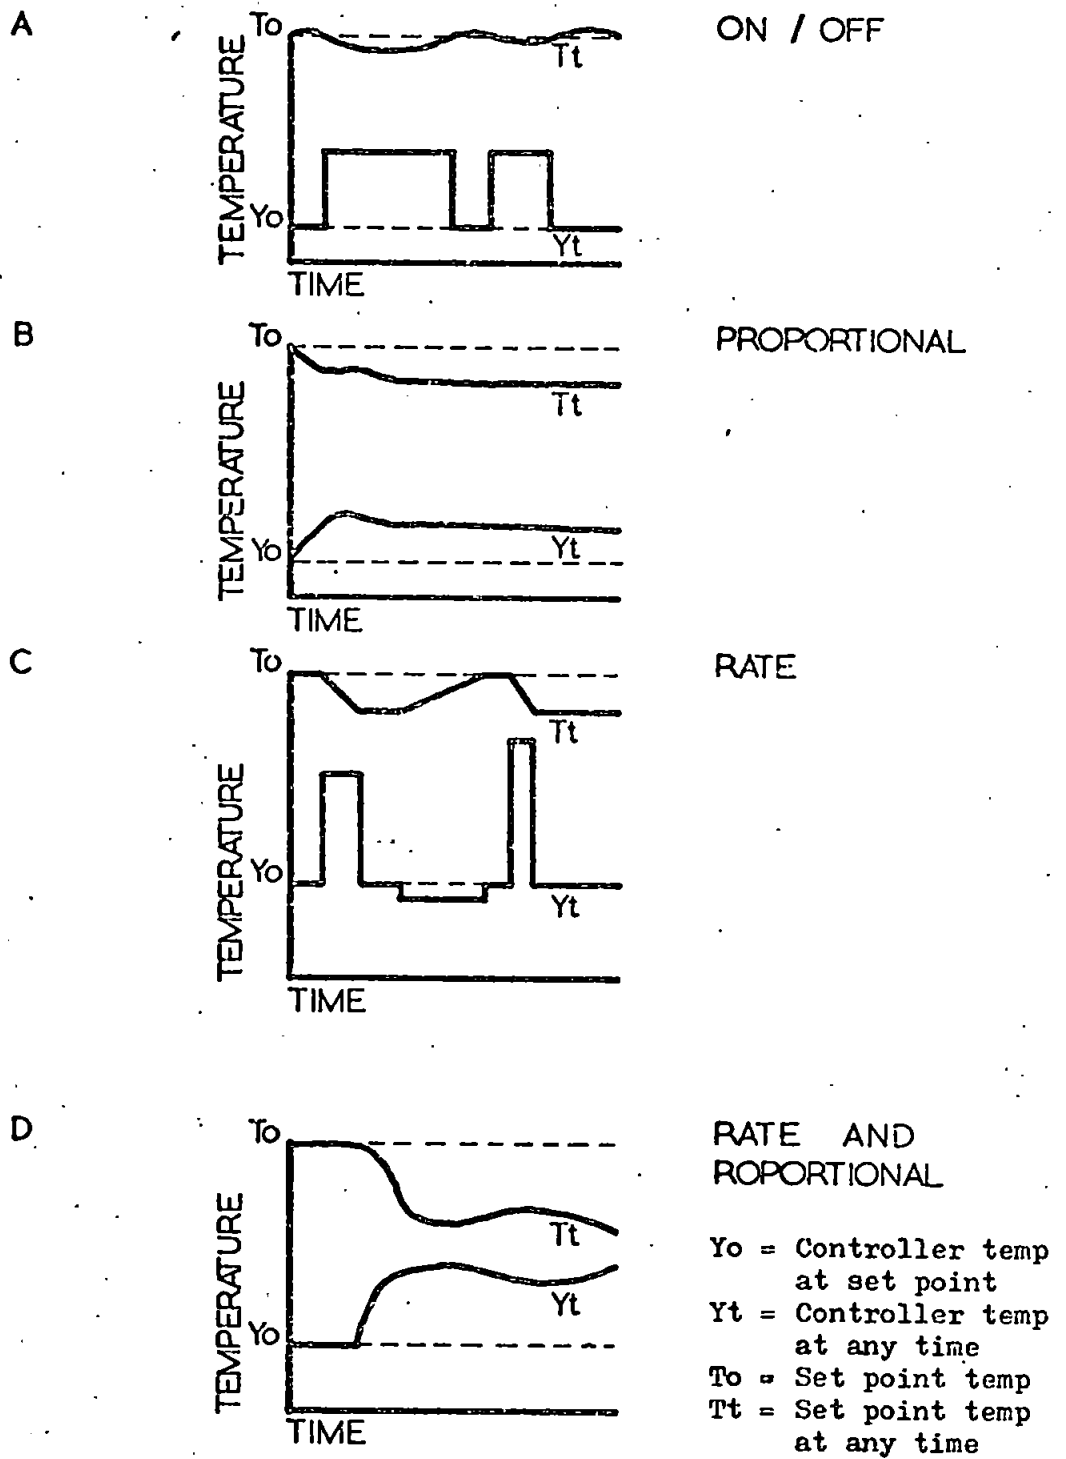 A
To
ON / OFF
Tt
TEMPERATURE
Yo
Yt
TIME
B
To
PROPORTIONAL
Tt
TEMPERATURE
Yo
Yt
TIME
C
To
RATE
Tt
TEMPERATURE
Yo
Yt
TIME
D
To
RATE AND
ROPORTIONAL
Tt
TEMPERATURE
Yt
Yo
TIME
Yo = Controller temp
at set point
Yt = Controller temp
at any time
To = Set point temp
Tt = Set point temp
at any time